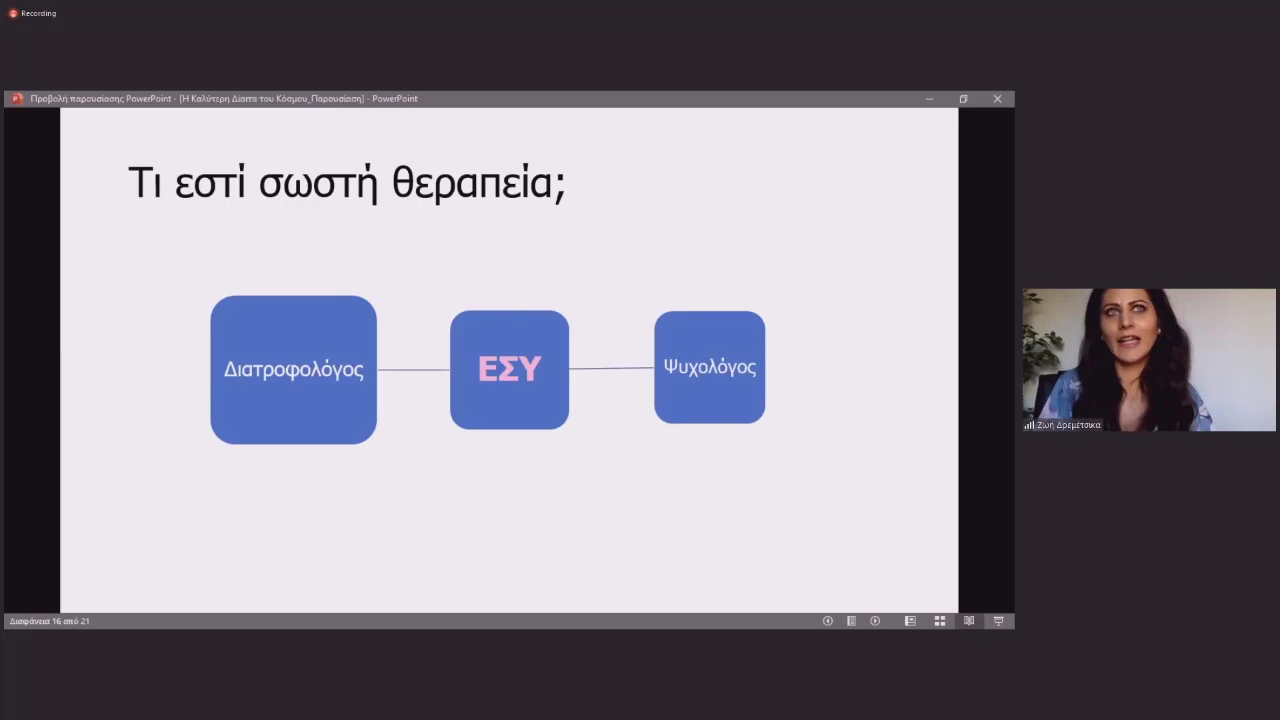 Recording
Προβολή παρουσίασης PowerPoint - [Η Καλύτερη Δίαιτα του Κόσμου_Παρουσίαση] - PowerPoint
Τι εστί σωστή θεραπεία;
Διατροφολόγος
ΕΣΥ
Ψυχολόγος
Ζωή Δρεμέτσικα
Διαφάνεια 16 από 21